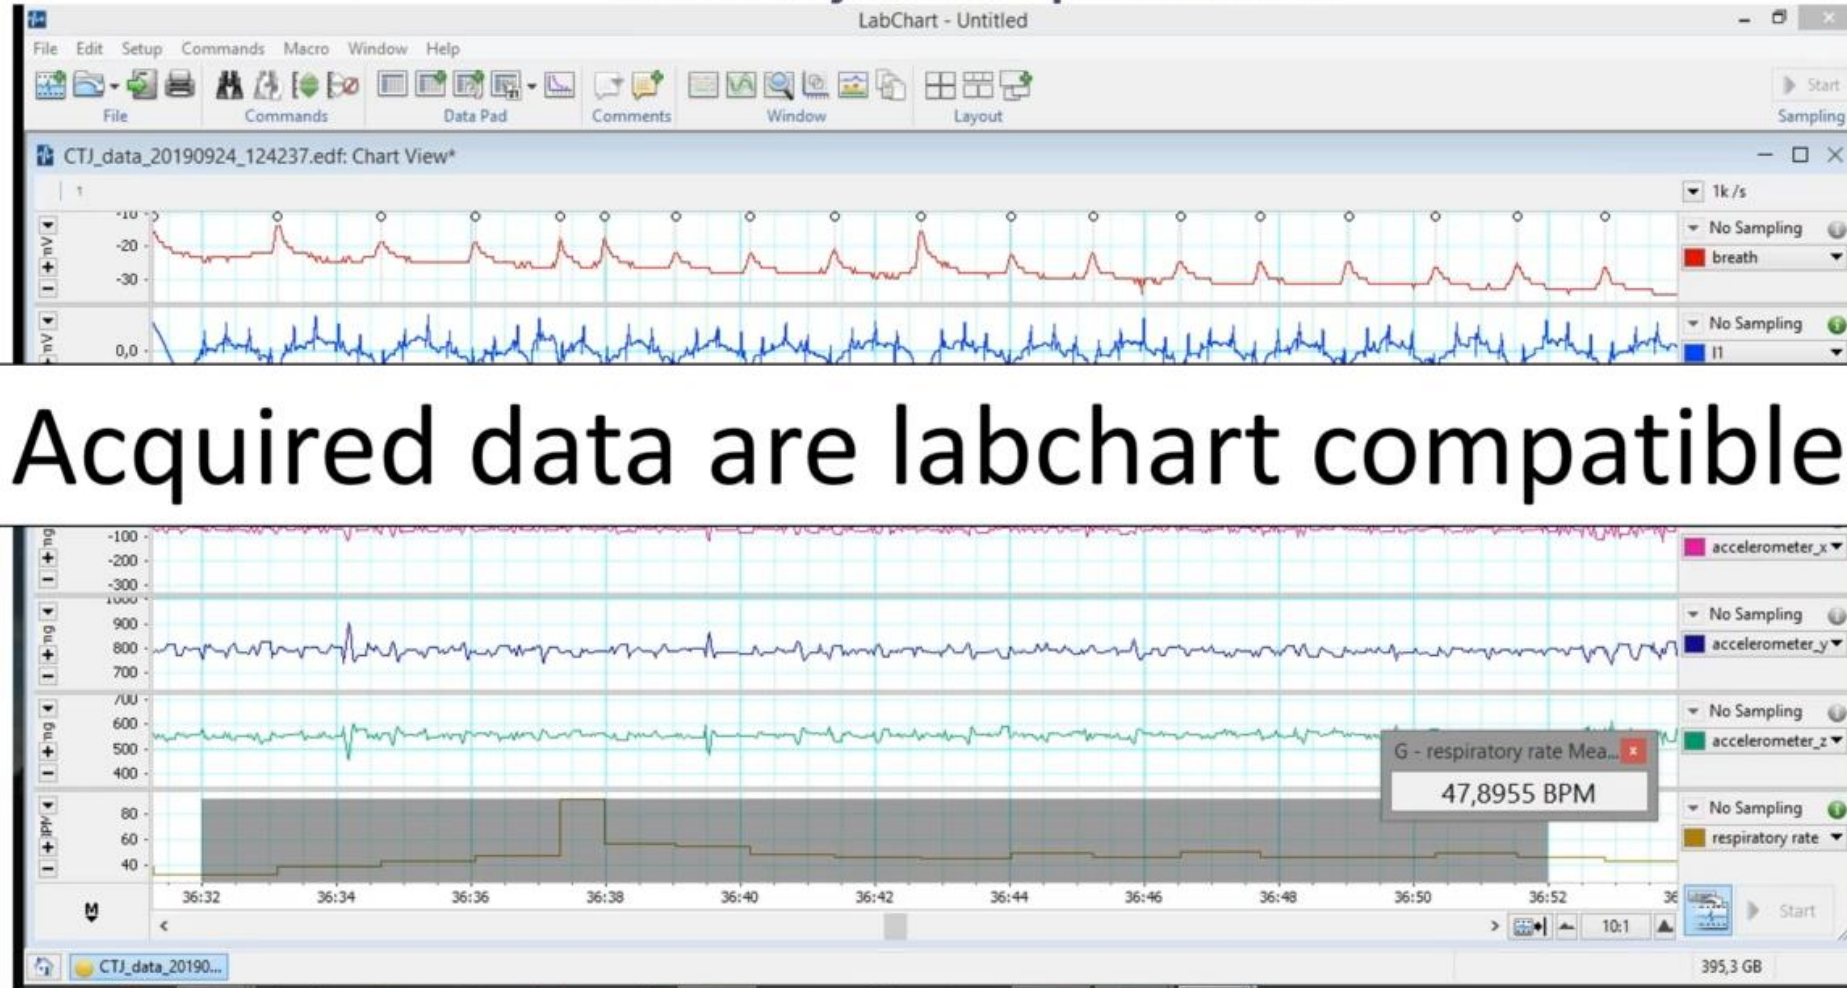 LabChart - Untitled
File Edit Setup Commands Macro Window Help
File Commands Data Pad Comments Window Layout
Start
Sampling
CTJ_data_20190924_124237.edf: Chart View*
1
1k /s
-10
-20
-30
nV
No Sampling
breath
nV
0,0
No Sampling
I1
Acquired data are labchart compatible
-100
-200
-300
accelerometer_x
1000
900
800
700
mg
No Sampling
accelerometer_y
700
600
500
400
mg
No Sampling
accelerometer_z
G - respiratory rate Mea...
47,8955 BPM
80
60
40
No Sampling
respiratory rate
36:32 36:34 36:36 36:38 36:40 36:42 36:44 36:46 36:48 36:50 36:52
M
10:1
Start
CTJ_data_20190...
395,3 GB